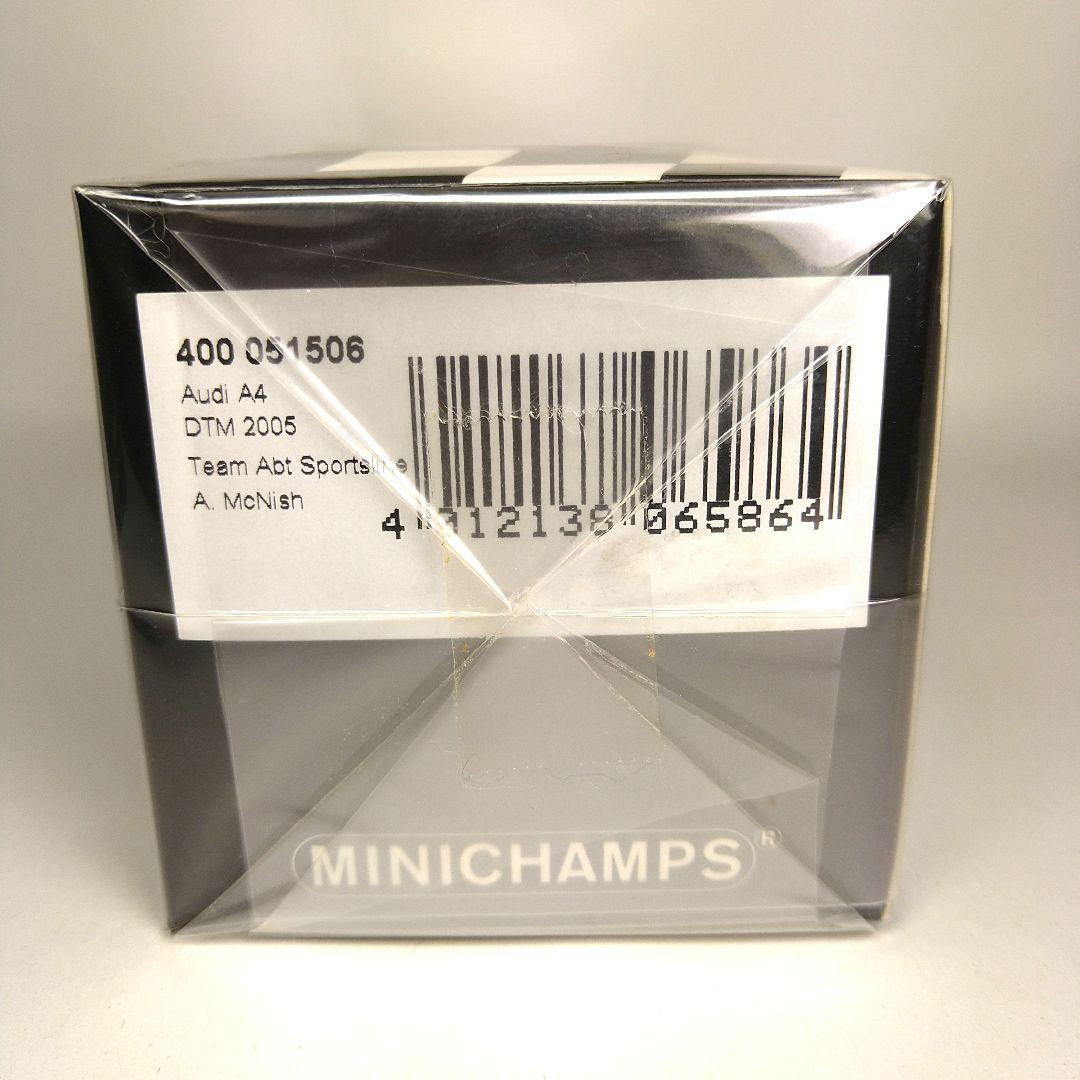 400 051506
Audi A4
DTM 2005
Team Abt Sportsline
A. McNish
4 012138 065864
MINICHAMPS®